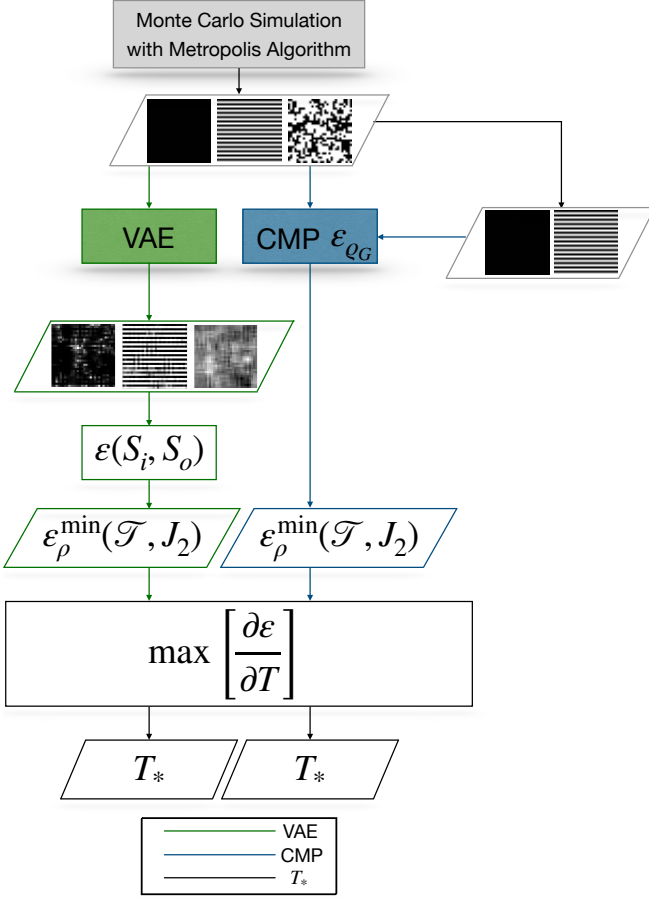 Monte Carlo Simulation
with Metropolis Algorithm
VAE
CMP ε_{ϱ_G}
ε(S_i, S_o)
ε_ρ^{min}(𝒯, J_2)
ε_ρ^{min}(𝒯, J_2)
max [∂ε/∂T]
T_*
T_*
VAE
CMP
T_*